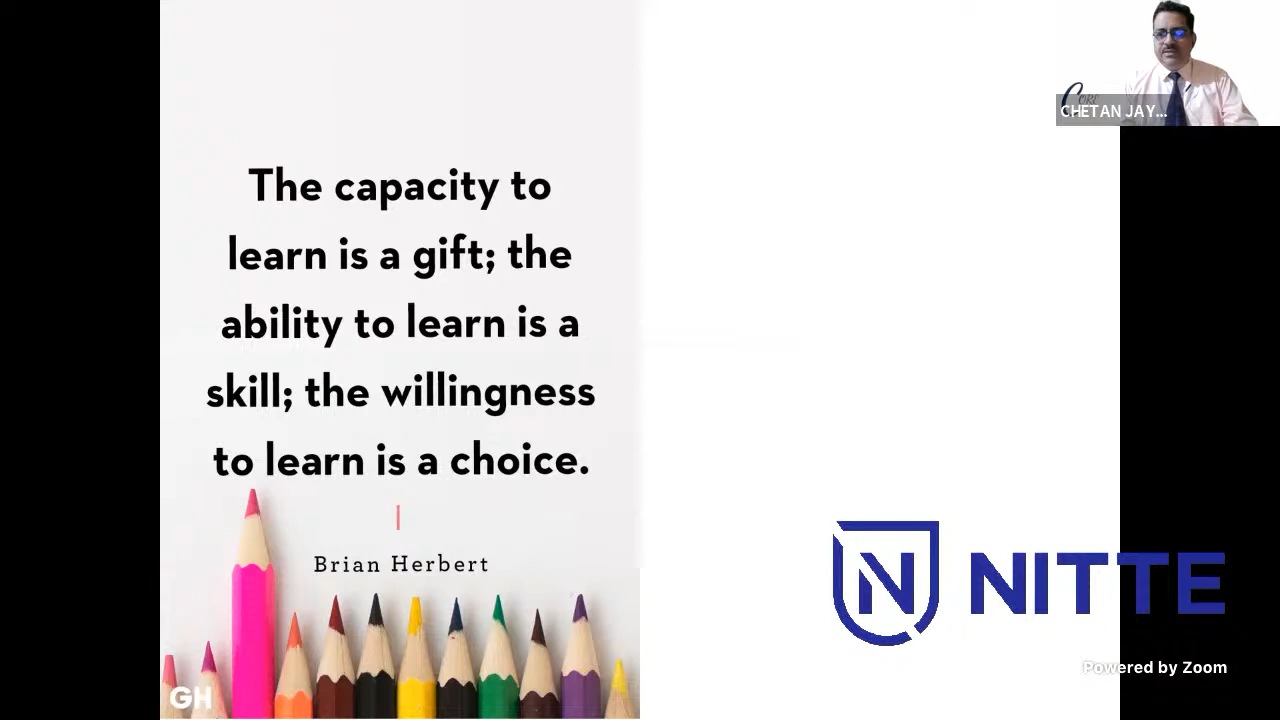 The capacity to
learn is a gift; the
ability to learn is a
skill; the willingness
to learn is a choice.
Brian Herbert
GH
CHETAN JAY...
N NITTE
Powered by Zoom